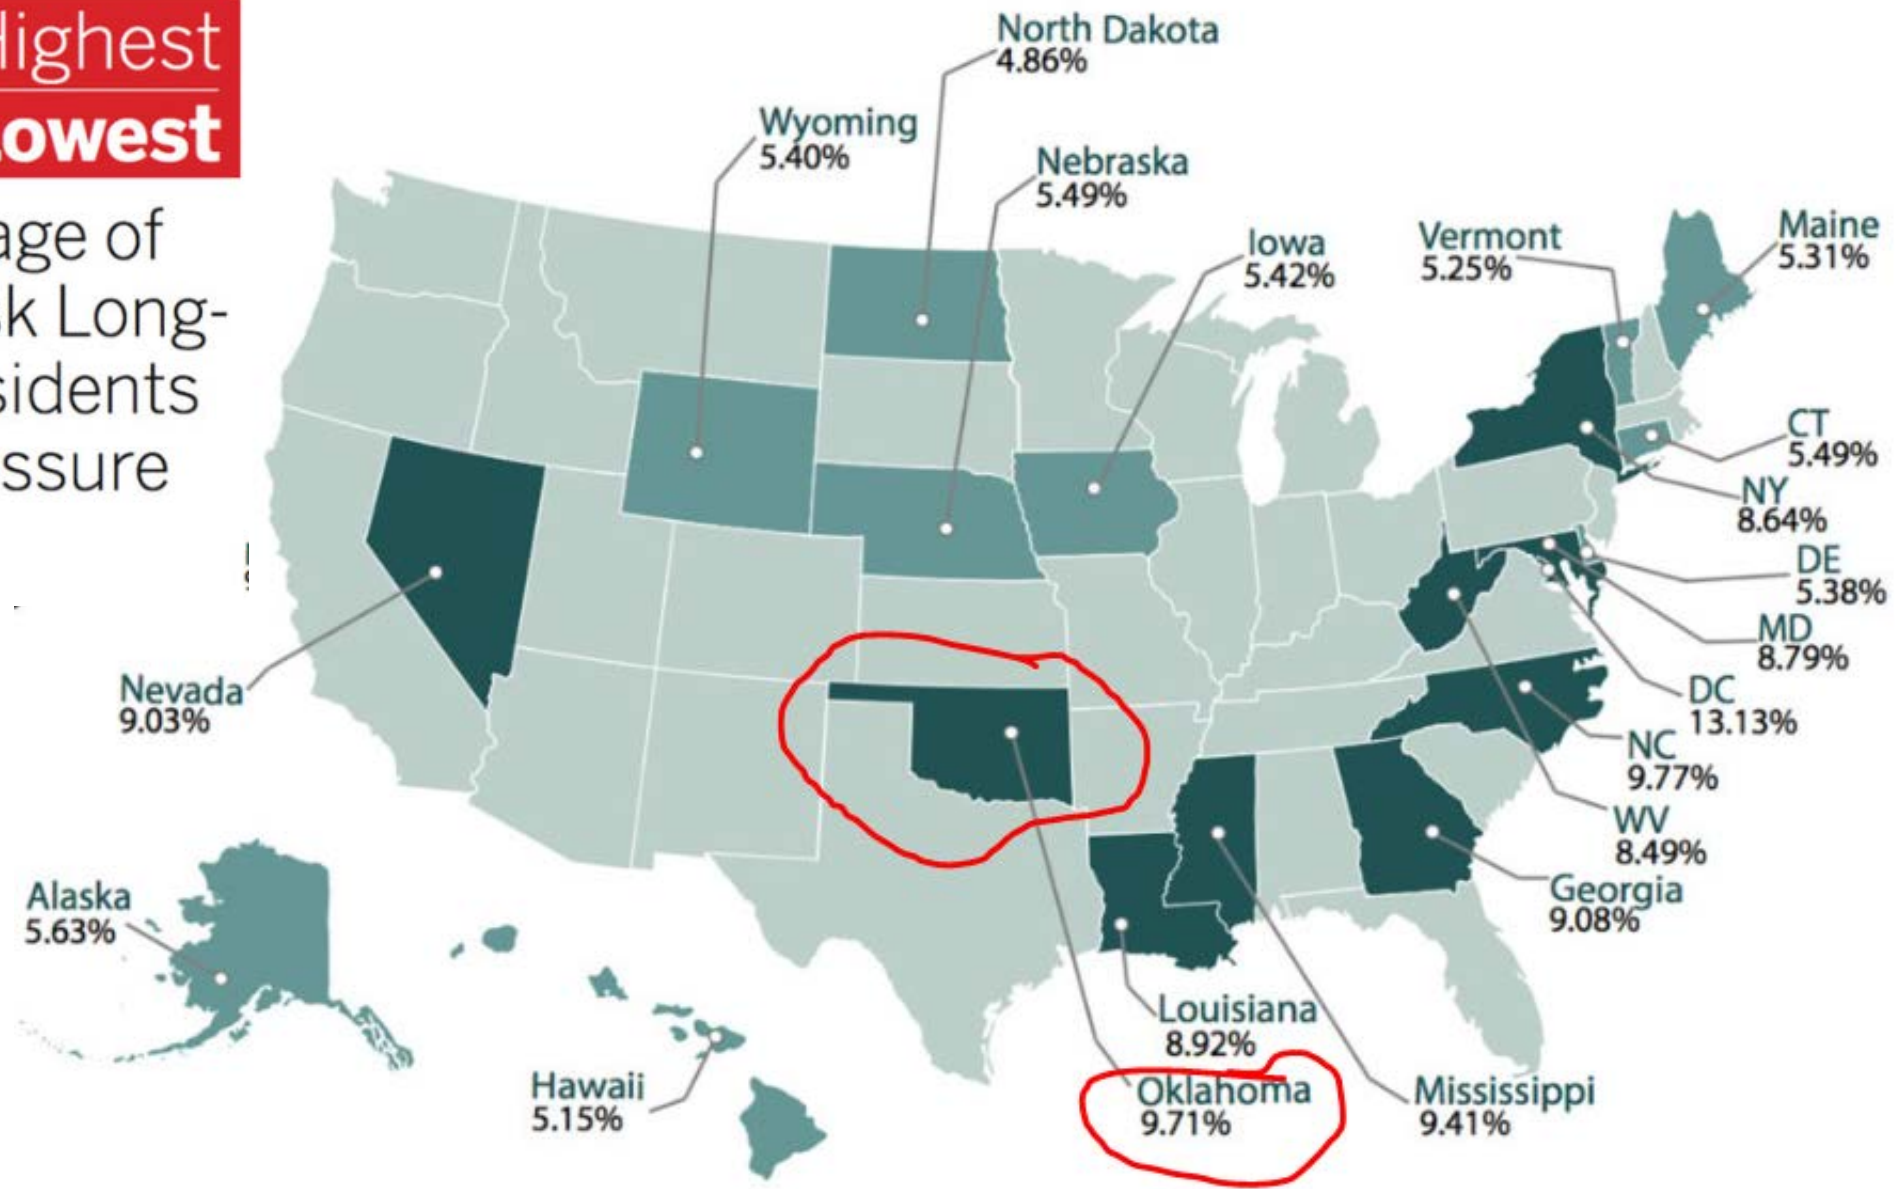 Highest
Lowest
age of
sk Long-
sidents
ssure
North Dakota
4.86%
Wyoming
5.40%
Nebraska
5.49%
Iowa
5.42%
Vermont
5.25%
Maine
5.31%
CT
5.49%
NY
8.64%
DE
5.38%
MD
8.79%
DC
13.13%
NC
9.77%
WV
8.49%
Georgia
9.08%
Nevada
9.03%
Alaska
5.63%
Hawaii
5.15%
Louisiana
8.92%
Oklahoma
9.71%
Mississippi
9.41%